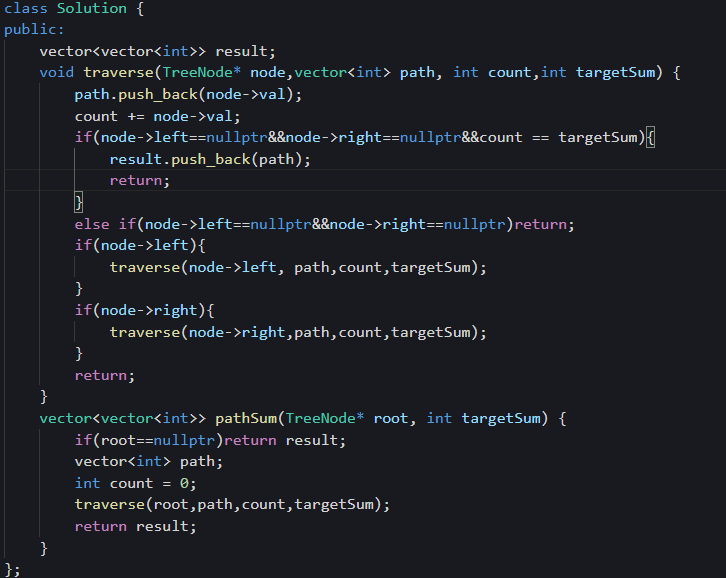 class Solution {
public:
    vector<vector<int>> result;
    void traverse(TreeNode* node,vector<int> path, int count,int targetSum) {
        path.push_back(node->val);
        count += node->val;
        if(node->left==nullptr&&node->right==nullptr&&count == targetSum){
            result.push_back(path);
            return;
        }
        else if(node->left==nullptr&&node->right==nullptr)return;
        if(node->left){
            traverse(node->left, path,count,targetSum);
        }
        if(node->right){
            traverse(node->right,path,count,targetSum);
        }
        return;
    }
    vector<vector<int>> pathSum(TreeNode* root, int targetSum) {
        if(root==nullptr)return result;
        vector<int> path;
        int count = 0;
        traverse(root,path,count,targetSum);
        return result;
    }
};